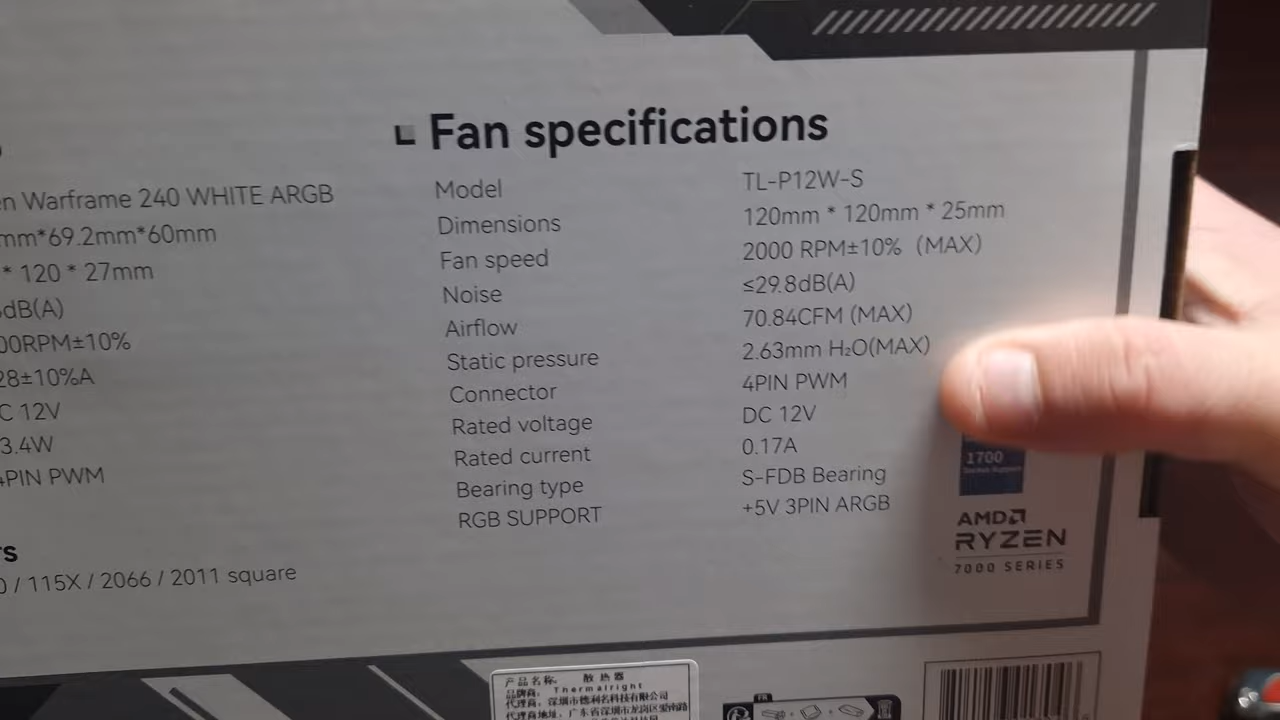 Fan specifications
Model TL-P12W-S
Dimensions 120mm * 120mm * 25mm
Fan speed 2000 RPM±10% (MAX)
Noise ≤29.8dB(A)
Airflow 70.84CFM (MAX)
Static pressure 2.63mm H₂O(MAX)
Connector 4PIN PWM
Rated voltage DC 12V
Rated current 0.17A
Bearing type S-FDB Bearing
RGB SUPPORT +5V 3PIN ARGB
en Warframe 240 WHITE ARGB
mm*69.2mm*60mm
* 120 * 27mm
dB(A)
00RPM±10%
28±10%A
C 12V
3.4W
4PIN PWM
rs
0 / 115X / 2066 / 2011 square
1700
AMD
RYZEN
7000 SERIES
产品名称: 散热器
品牌商: Thermalright
代理商: 深圳市德利名科技有限公司
代理商地址: 广东省深圳市龙岗区
FR